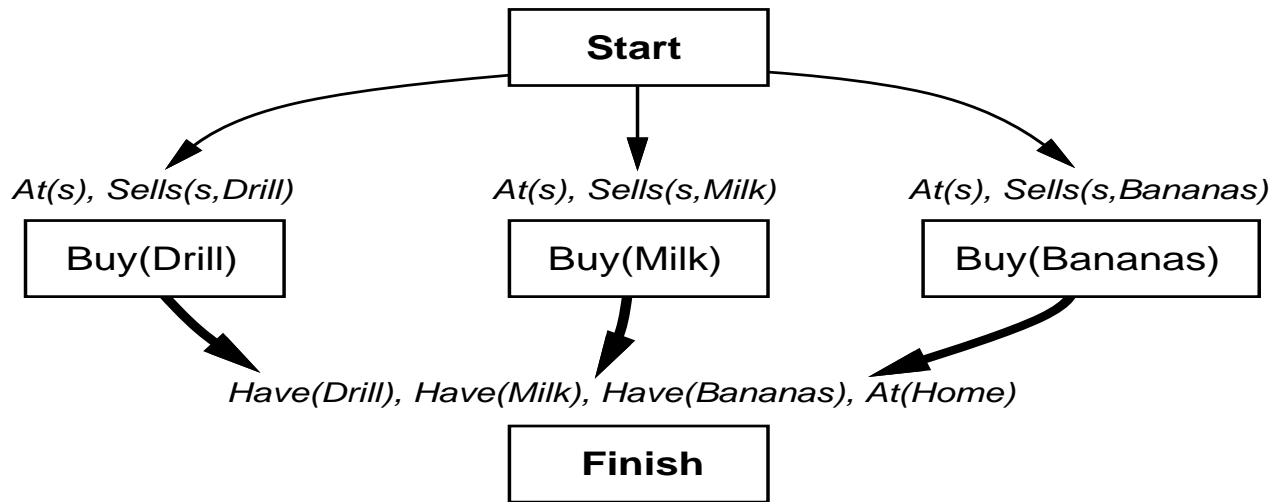 Start
At(s), Sells(s,Drill)
At(s), Sells(s,Milk)
At(s), Sells(s,Bananas)
Buy(Drill)
Buy(Milk)
Buy(Bananas)
Have(Drill), Have(Milk), Have(Bananas), At(Home)
Finish